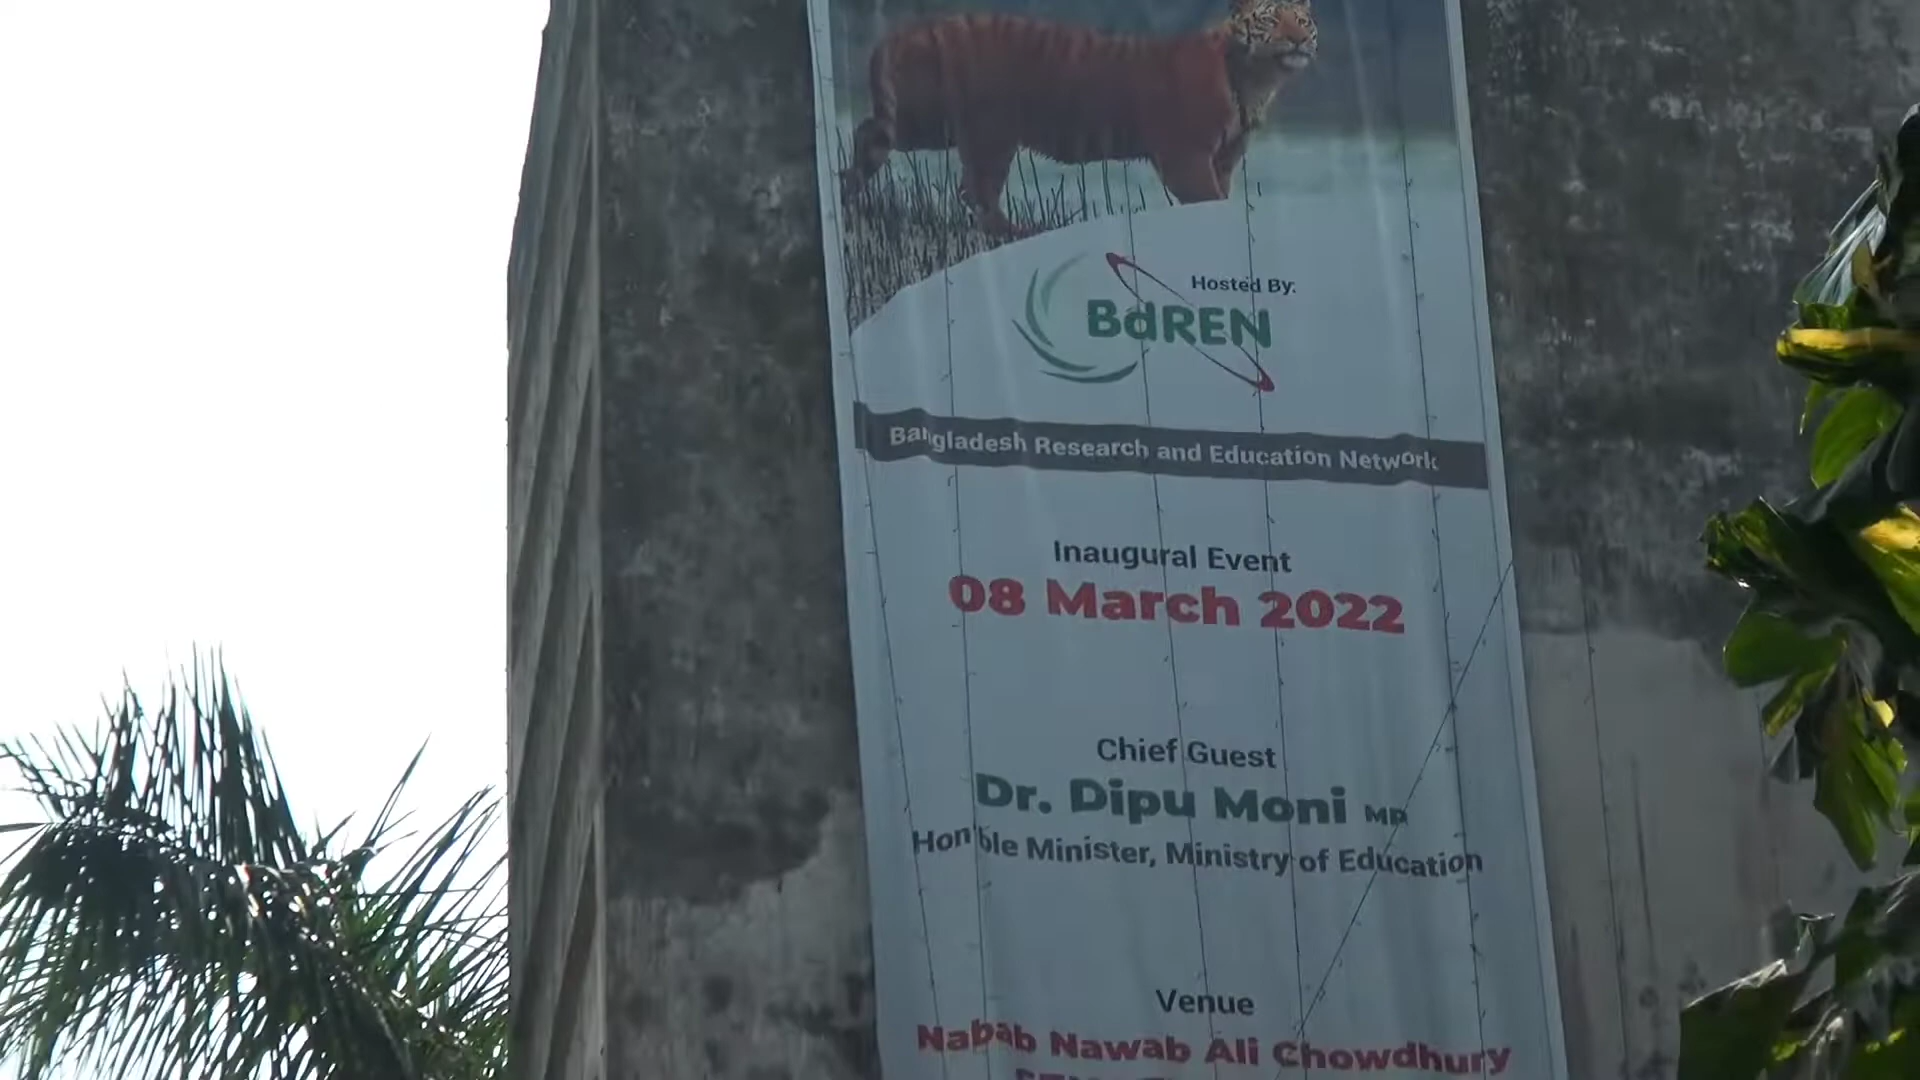 Hosted By:
BdREN
Bangladesh Research and Education Network
Inaugural Event
08 March 2022
Chief Guest
Dr. Dipu Moni MP
Hon'ble Minister, Ministry of Education
Venue
Nabab Nawab Ali Chowdhury